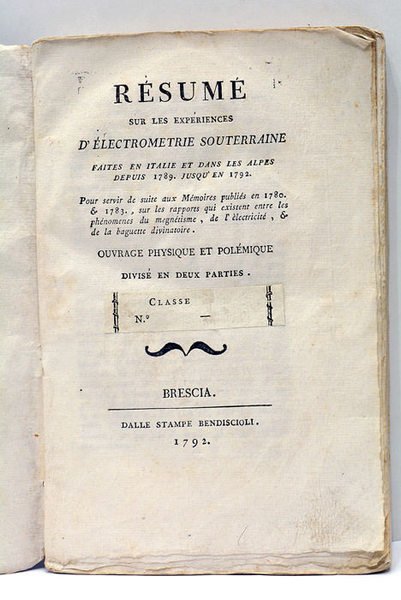 RÉSUMÉ
SUR LES EXPÉRIENCES
D'ÉLECTROMETRIE SOUTERRAINE
FAITES EN ITALIE ET DANS LES ALPES
DEPUIS 1789. JUSQU'EN 1792.
Pour servir de suite aux Mémoires publiés en 1780.
& 1783., sur les rapports qui existent entre les
phénomenes du megnétisme, de l'électricité, &
de la baguette divinatoire.
OUVRAGE PHYSIQUE ET POLÉMIQUE
DIVISÉ EN DEUX PARTIES.
CLASSE
N.º —
BRESCIA.
DALLE STAMPE BENDISCIOLI.
1792.